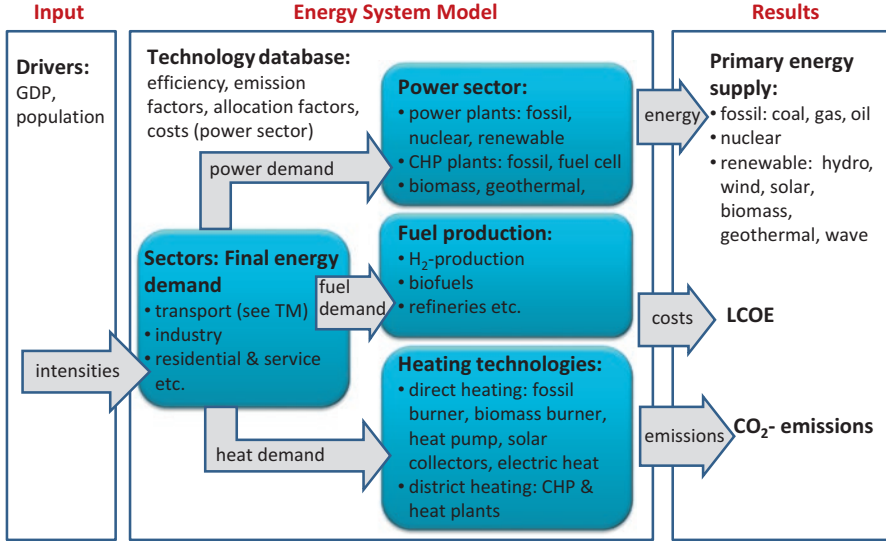 Input
Energy System Model
Results
Drivers:
GDP,
population
intensities
Technology database:
efficiency, emission
factors, allocation factors,
costs (power sector)
power demand
Sectors: Final energy
demand
• transport (see TM)
• industry
• residential & service
etc.
fuel
demand
heat demand
Power sector:
• power plants: fossil,
nuclear, renewable
• CHP plants: fossil, fuel cell
• biomass, geothermal,
Fuel production:
• H₂-production
• biofuels
• refineries etc.
Heating technologies:
• direct heating: fossil
burner, biomass burner,
heat pump, solar
collectors, electric heat
• district heating: CHP &
heat plants
energy
costs
emissions
Primary energy
supply:
• fossil: coal, gas, oil
• nuclear
• renewable: hydro,
wind, solar,
biomass,
geothermal, wave
LCOE
CO₂- emissions